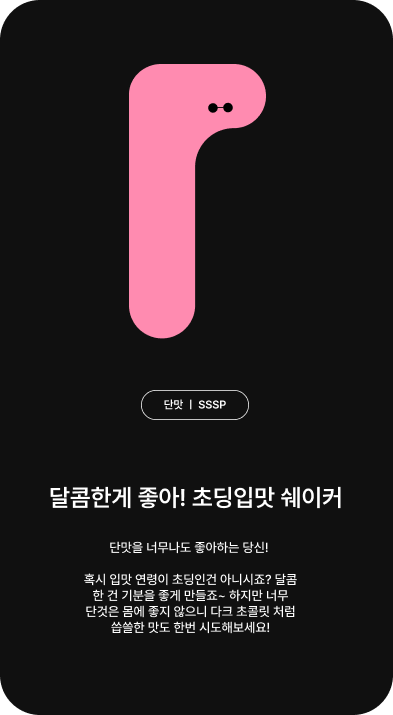 단맛 | SSSP
달콤한게 좋아! 초딩입맛 쉐이커
단맛을 너무나도 좋아하는 당신!
혹시 입맛 연령이 초딩인건 아니시죠? 달콤
한 건 기분을 좋게 만들죠~ 하지만 너무
단것은 몸에 좋지 않으니 다크 초콜릿 처럼
씁쓸한 맛도 한번 시도해보세요!